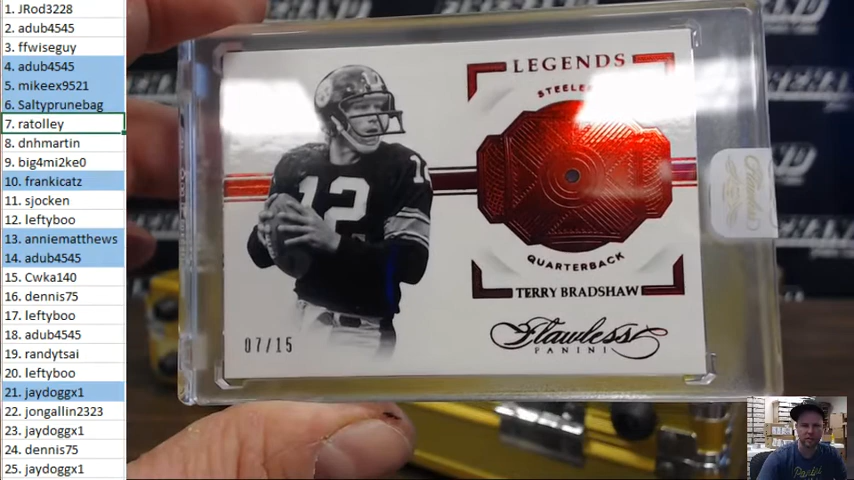 1. JRod3228
2. adub4545
3. ffwiseguy
4. adub4545
5. mikeex9521
6. Saltyprunebag
7. ratolley
8. dnhmartin
9. big4mi2ke0
10. frankicatz
11. sjocken
12. leftyboo
13. anniematthews
14. adub4545
15. Cwka140
16. dennis75
17. leftyboo
18. adub4545
19. randytsai
20. leftyboo
21. jaydoggx1
22. jongallin2323
23. jaydoggx1
24. dennis75
25. jaydoggx1
LEGENDS
QUARTERBACK
TERRY BRADSHAW
Flawless
PANINI
07/15
12